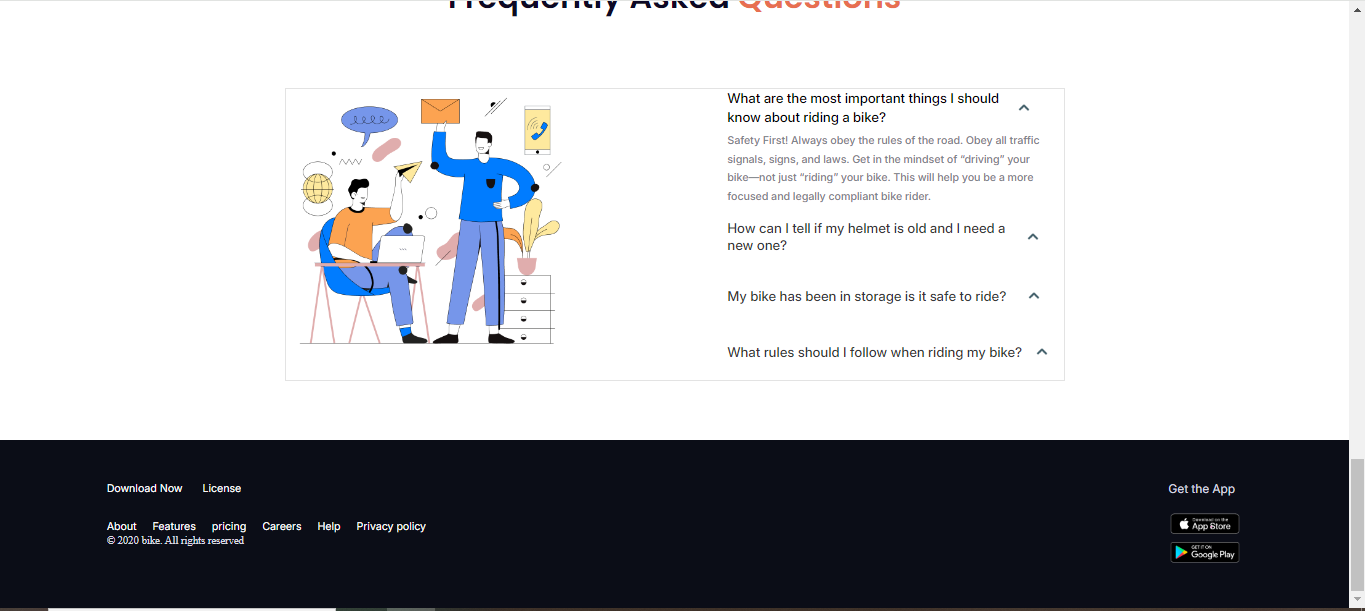 Frequently Asked Questions
What are the most important things I should
know about riding a bike?
Safety First! Always obey the rules of the road. Obey all traffic
signals, signs, and laws. Get in the mindset of “driving” your
bike—not just “riding” your bike. This will help you be a more
focused and legally compliant bike rider.
How can I tell if my helmet is old and I need a
new one?
My bike has been in storage is it safe to ride?
What rules should I follow when riding my bike?
Download Now License
Get the App
Download on the
App Store
About Features pricing Careers Help Privacy policy
© 2020 bike. All rights reserved
GET IT ON
Google Play